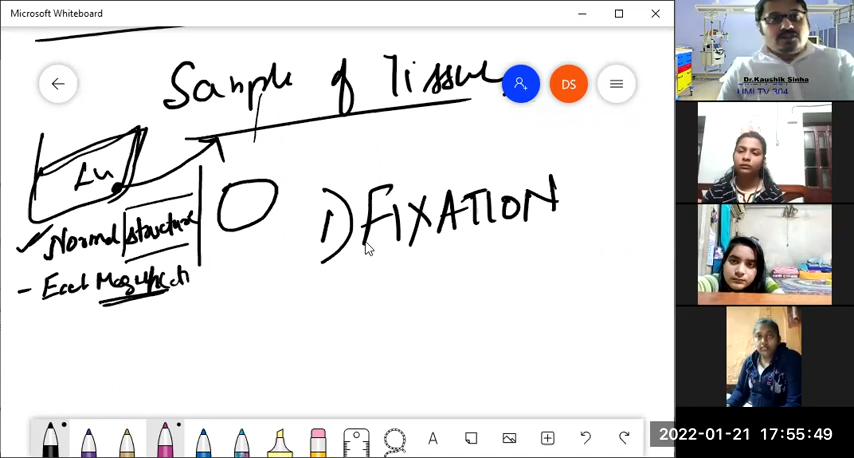 Microsoft Whiteboard
Sample of Tissue
DS
Dr.Kaushik Sinha
Lu
1) FIXATION
✓ Normal structure
-
A
2022-01-21 17:55:49